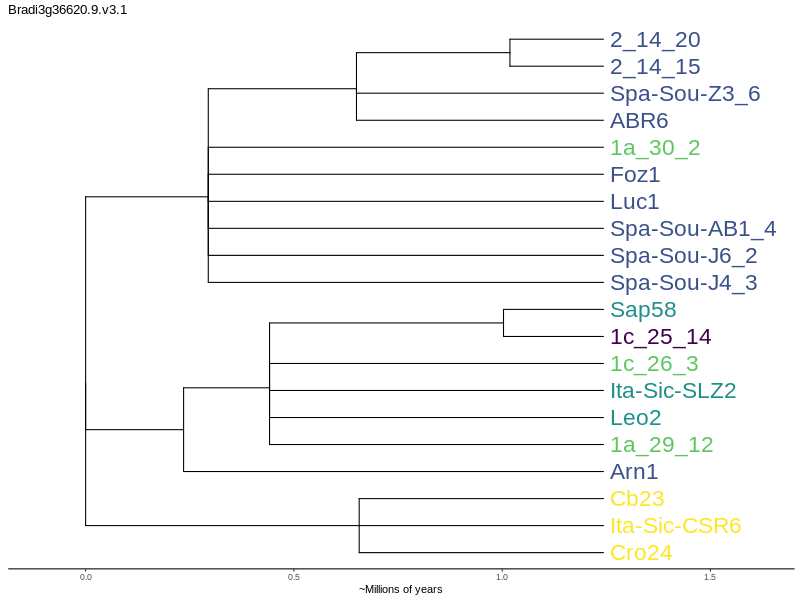 Bradi3g36620.9.v3.1
2_14_20
2_14_15
Spa-Sou-Z3_6
ABR6
1a_30_2
Foz1
Luc1
Spa-Sou-AB1_4
Spa-Sou-J6_2
Spa-Sou-J4_3
Sap58
1c_25_14
1c_26_3
Ita-Sic-SLZ2
Leo2
1a_29_12
Arn1
Cb23
Ita-Sic-CSR6
Cro24
0.0 0.5 1.0 1.5
~Millions of years